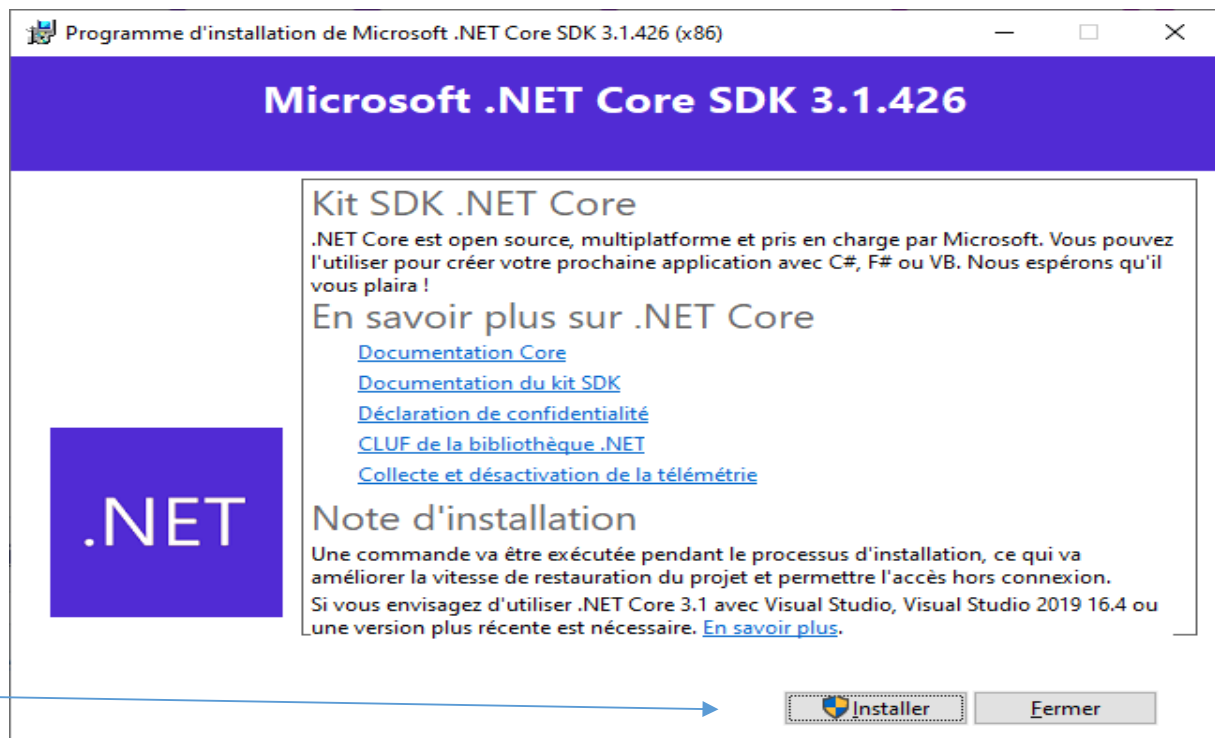 Programme d'installation de Microsoft .NET Core SDK 3.1.426 (x86)
Microsoft .NET Core SDK 3.1.426
Kit SDK .NET Core
.NET Core est open source, multiplatforme et pris en charge par Microsoft. Vous pouvez
l'utiliser pour créer votre prochaine application avec C#, F# ou VB. Nous espérons qu'il
vous plaira !
En savoir plus sur .NET Core
Documentation Core
Documentation du kit SDK
Déclaration de confidentialité
CLUF de la bibliothèque .NET
Collecte et désactivation de la télémétrie
.NET
Note d'installation
Une commande va être exécutée pendant le processus d'installation, ce qui va
améliorer la vitesse de restauration du projet et permettre l'accès hors connexion.
Si vous envisagez d'utiliser .NET Core 3.1 avec Visual Studio, Visual Studio 2019 16.4 ou
une version plus récente est nécessaire. En savoir plus.
Installer
Fermer